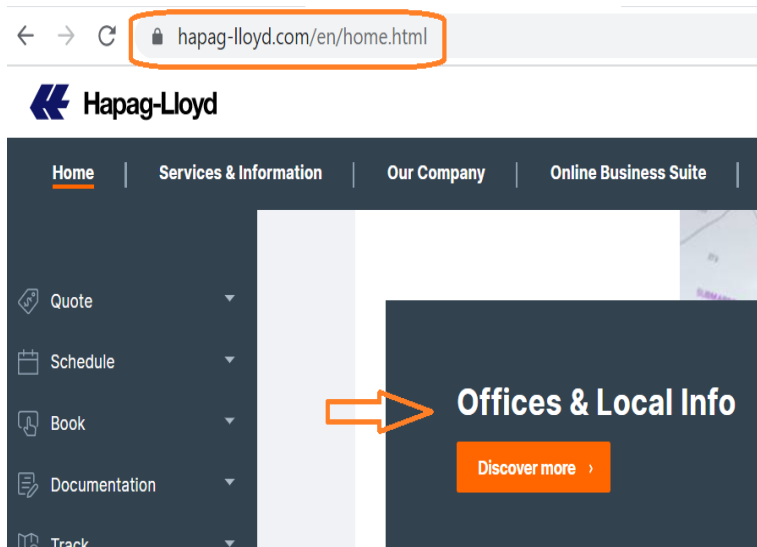 hapag-lloyd.com/en/home.html
Hapag-Lloyd
Home | Services & Information | Our Company | Online Business Suite |
Quote
Schedule
Book
Documentation
Track
Offices & Local Info
Discover more ›